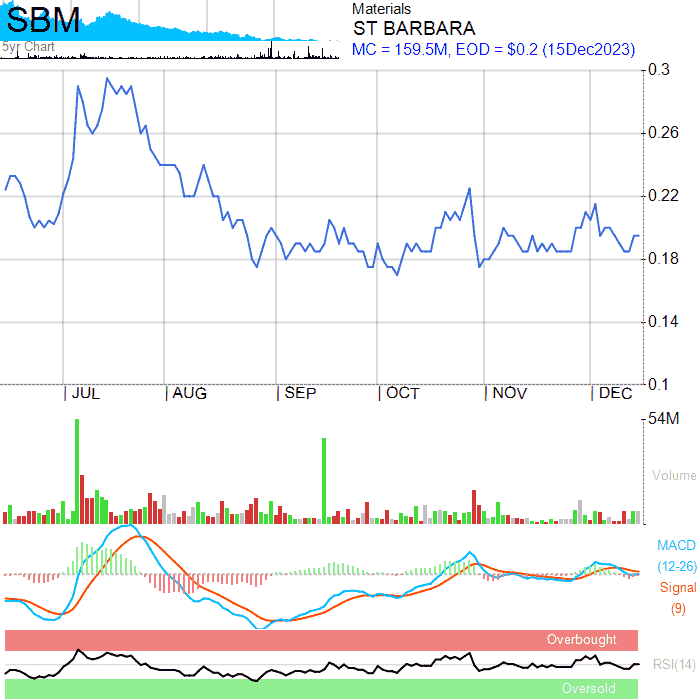 SBM
5yr Chart
Materials
ST BARBARA
MC = 159.5M, EOD = $0.2 (15Dec2023)
0.3
0.26
0.22
0.18
0.14
0.1
JUL AUG SEP OCT NOV DEC
54M
Volume
MACD
(12-26)
Signal
(9)
Overbought
RSI(14)
Oversold